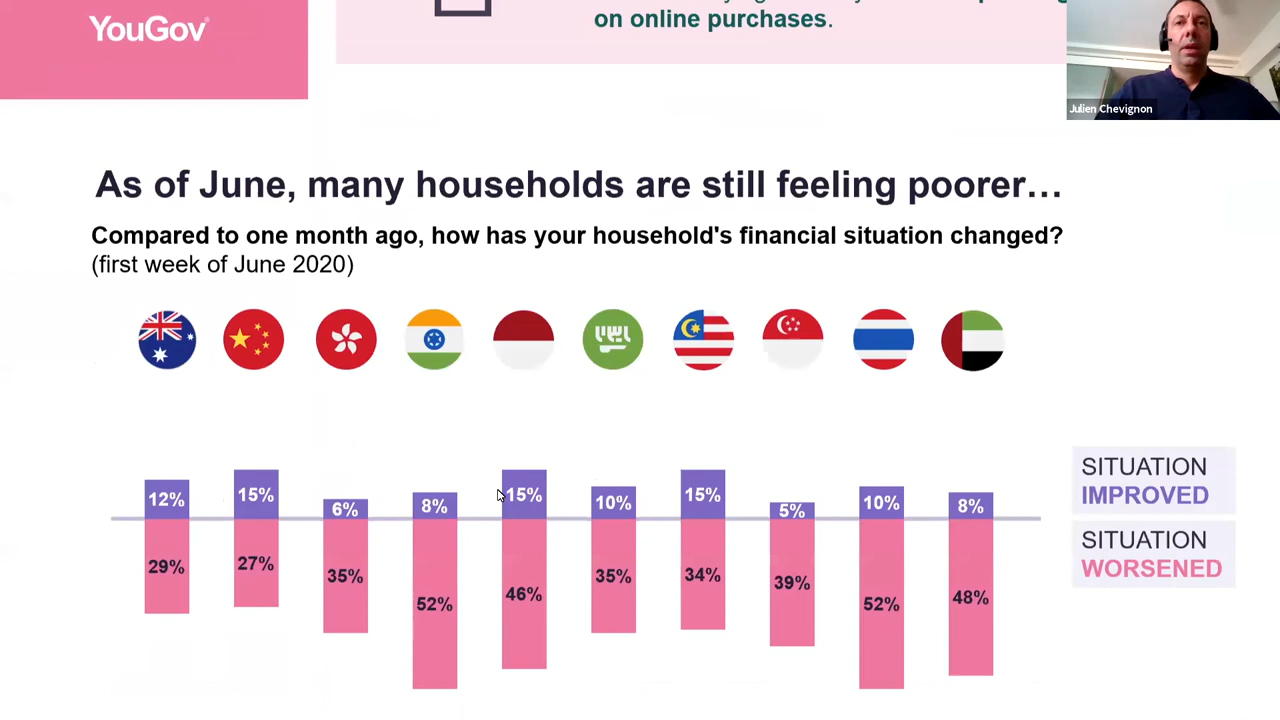 YouGov
on online purchases.
Julien Chevignon
As of June, many households are still feeling poorer…
Compared to one month ago, how has your household's financial situation changed?
(first week of June 2020)
12% 15% 6% 8% 15% 10% 15% 5% 10% 8%
29% 27% 35% 52% 46% 35% 34% 39% 52% 48%
SITUATION
IMPROVED
SITUATION
WORSENED